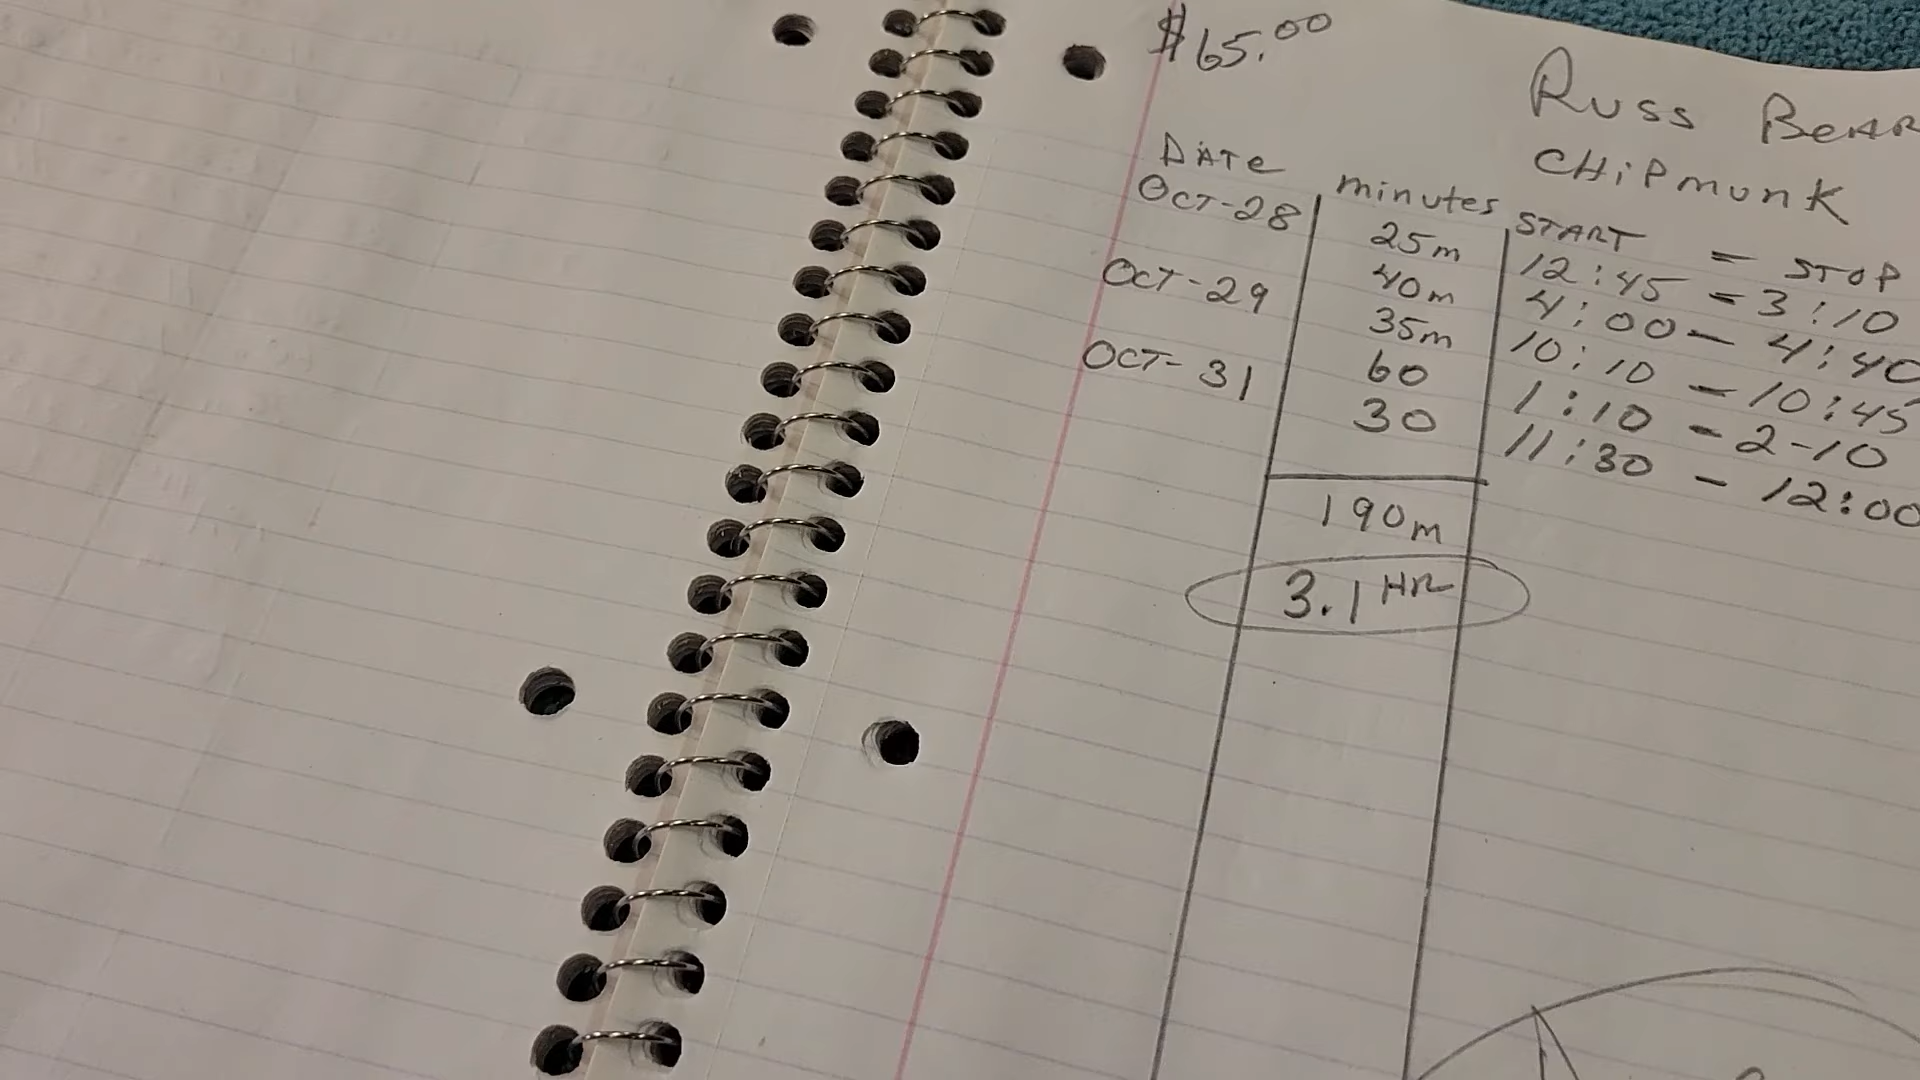 $65.00
Russ Bear
Chipmunk
Date minutes START = STOP
Oct-28 25m 12:45 = 3:10
Oct-29 40m 4:00 - 4:40
35m 10:10 - 10:45
Oct-31 60 1:10 - 2-10
30 11:30 - 12:00
190m
3.1 HR